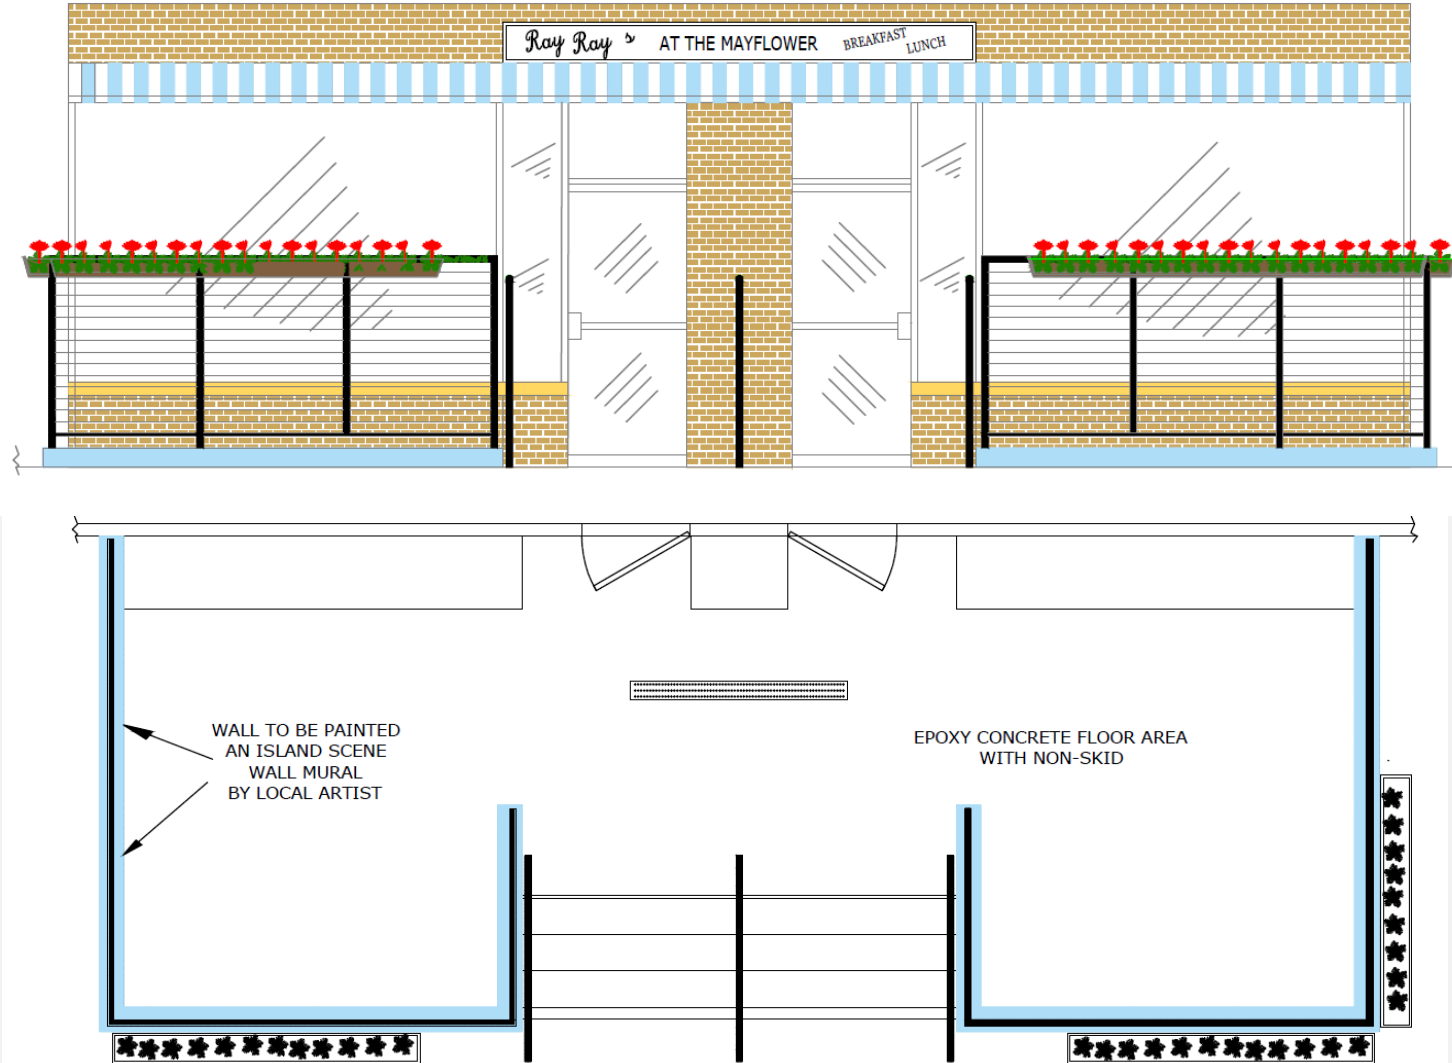 Ray Ray's AT THE MAYFLOWER BREAKFAST
LUNCH
WALL TO BE PAINTED
AN ISLAND SCENE
WALL MURAL
BY LOCAL ARTIST
EPOXY CONCRETE FLOOR AREA
WITH NON-SKID